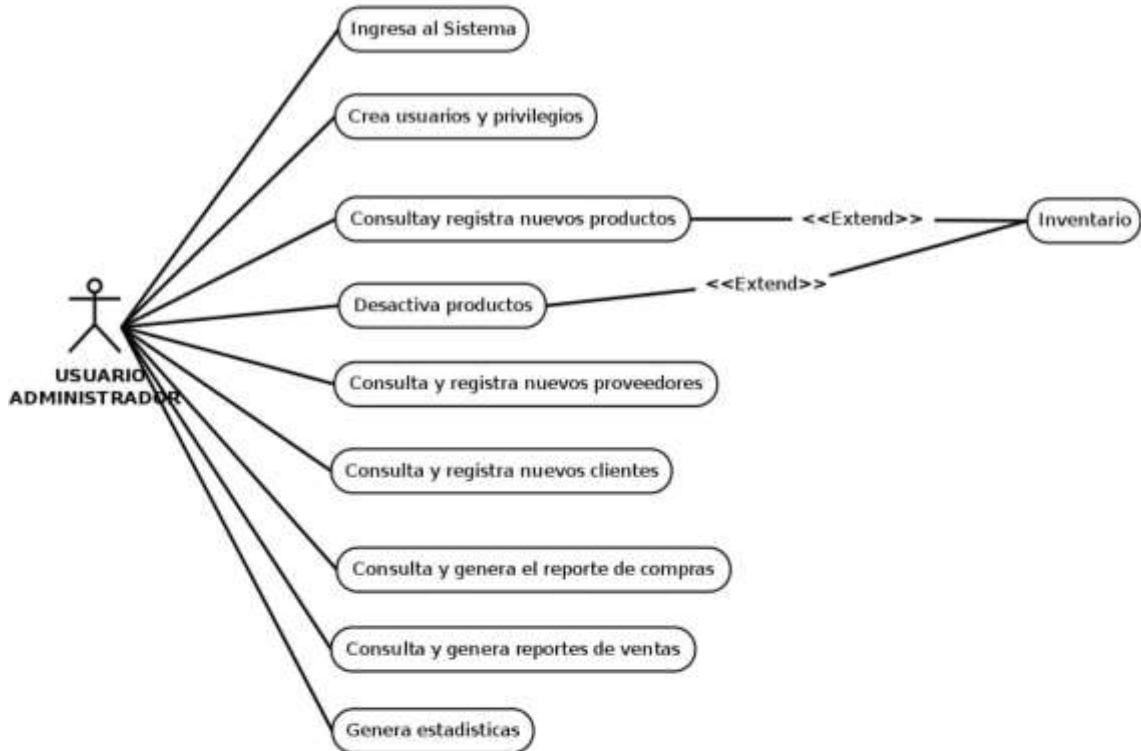 Ingresa al Sistema
Crea usuarios y privilegios
Consultay registra nuevos productos
<<Extend>>
Inventario
Desactiva productos
<<Extend>>
USUARIO
ADMINISTRADOR
Consulta y registra nuevos proveedores
Consulta y registra nuevos clientes
Consulta y genera el reporte de compras
Consulta y genera reportes de ventas
Genera estadisticas